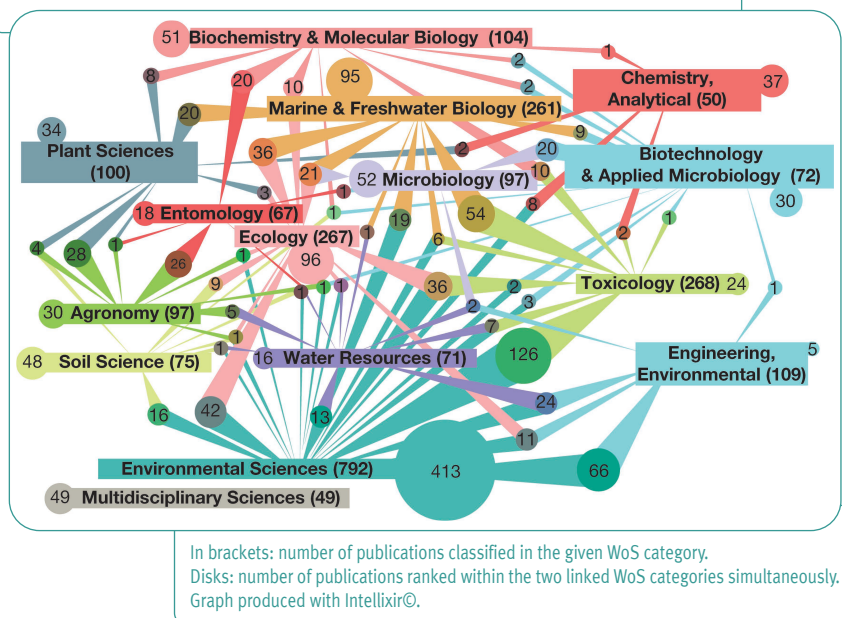 51 Biochemistry & Molecular Biology (104)
2
1
8
20
10
95
2
Chemistry,
Analytical (50)
37
20
Marine & Freshwater Biology (261)
34
Plant Sciences
(100)
36
9
2
20
Biotechnology
& Applied Microbiology (72)
30
21
52 Microbiology (97)
10
3
1
18 Entomology (67)
1
19
54
8
1
Ecology (267)
96
1
6
2
4
28
1
26
1
9
1
1
1
36
2
3
Toxicology (268) 24
1
30 Agronomy (97)
5
2
7
1
1
48 Soil Science (75)
16 Water Resources (71)
126
Engineering,
Environmental (109)
5
16
42
13
24
11
Environmental Sciences (792)
413
66
49 Multidisciplinary Sciences (49)
In brackets: number of publications classified in the given WoS category.
Disks: number of publications ranked within the two linked WoS categories simultaneously.
Graph produced with Intellixir©.